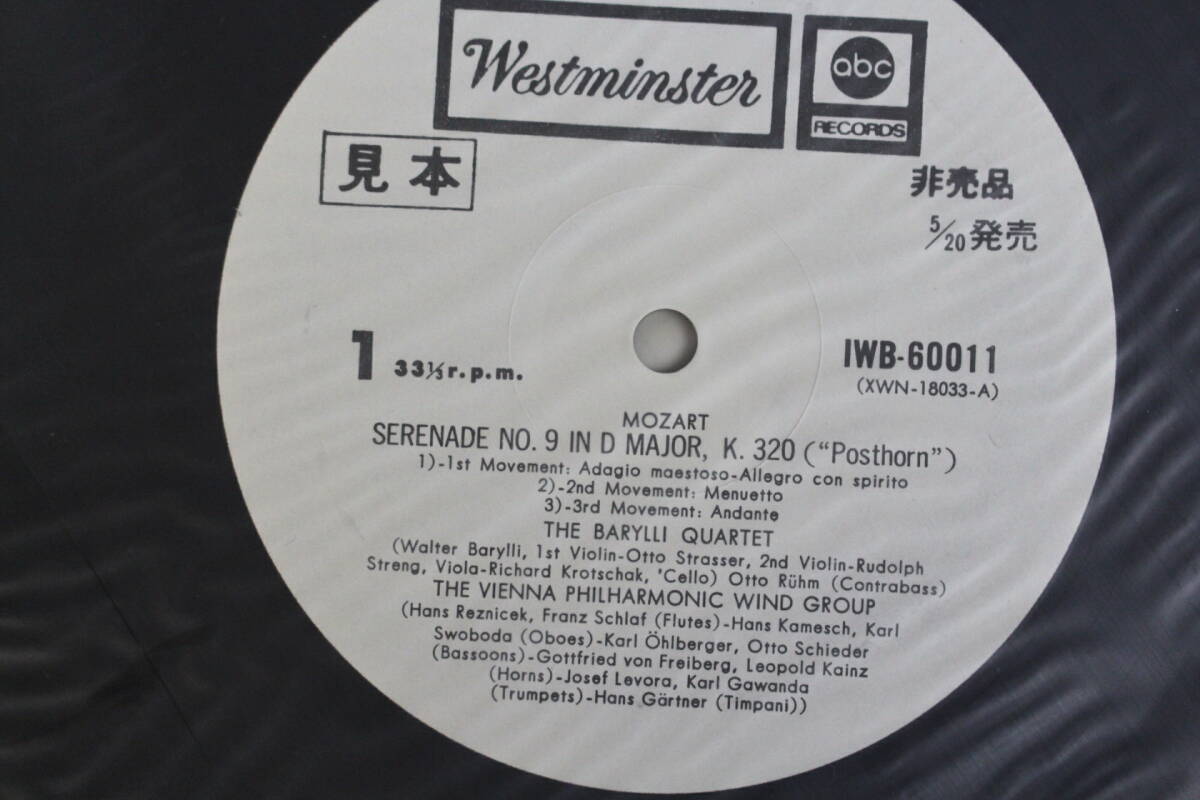 Westminster
abc
RECORDS
見本
非売品
5/20発売
1 33⅓r.p.m.
IWB-60011
(XWN-18033-A)
MOZART
SERENADE NO. 9 IN D MAJOR, K. 320 (“Posthorn”)
1)-1st Movement: Adagio maestoso-Allegro con spirito
2)-2nd Movement: Menuetto
3)-3rd Movement: Andante
THE BARYLLI QUARTET
(Walter Barylli, 1st Violin-Otto Strasser, 2nd Violin-Rudolph
Streng, Viola-Richard Krotschak, 'Cello) Otto Rühm (Contrabass)
THE VIENNA PHILHARMONIC WIND GROUP
(Hans Reznicek, Franz Schlaf (Flutes)-Hans Kamesch, Karl
Swoboda (Oboes)-Karl Öhlberger, Otto Schieder
(Bassoons)-Gottfried von Freiberg, Leopold Kainz
(Horns)-Josef Levora, Karl Gawanda
(Trumpets)-Hans Gärtner (Timpani))